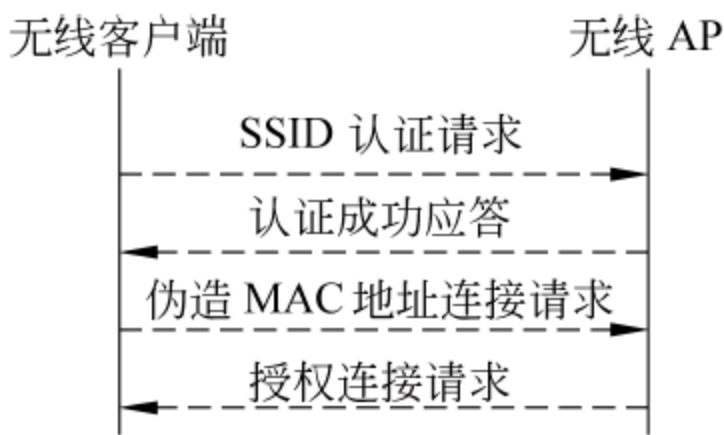 无线客户端
无线 AP
SSID 认证请求
认证成功应答
伪造 MAC 地址连接请求
授权连接请求